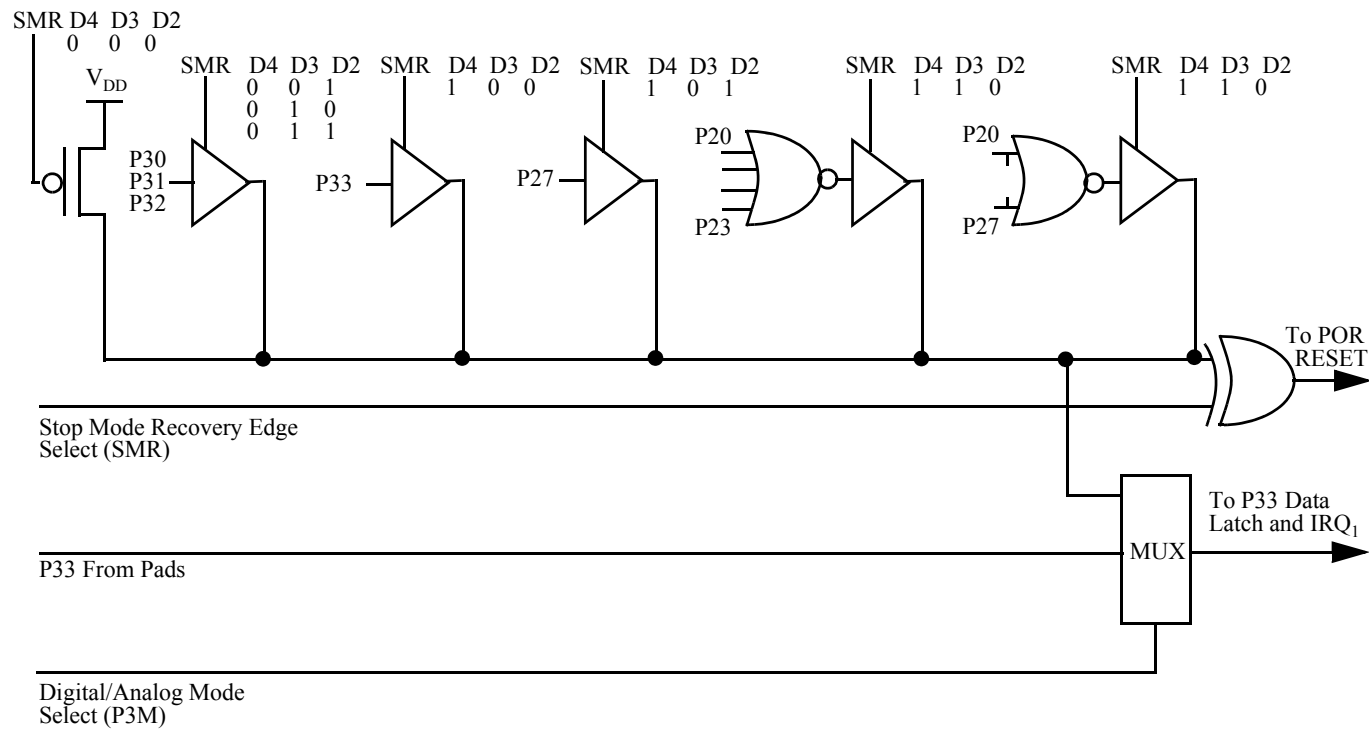 SMR D4 D3 D2
0 0 0
V_DD
SMR D4 D3 D2
0 0 1
0 1 0
0 1 1
P30
P31
P32
SMR D4 D3 D2
1 0 0
P33
SMR D4 D3 D2
1 0 1
P27
SMR D4 D3 D2
1 1 0
P20
P23
SMR D4 D3 D2
1 1 0
P20
P27
To POR
RESET
Stop Mode Recovery Edge
Select (SMR)
To P33 Data
Latch and IRQ1
MUX
P33 From Pads
Digital/Analog Mode
Select (P3M)